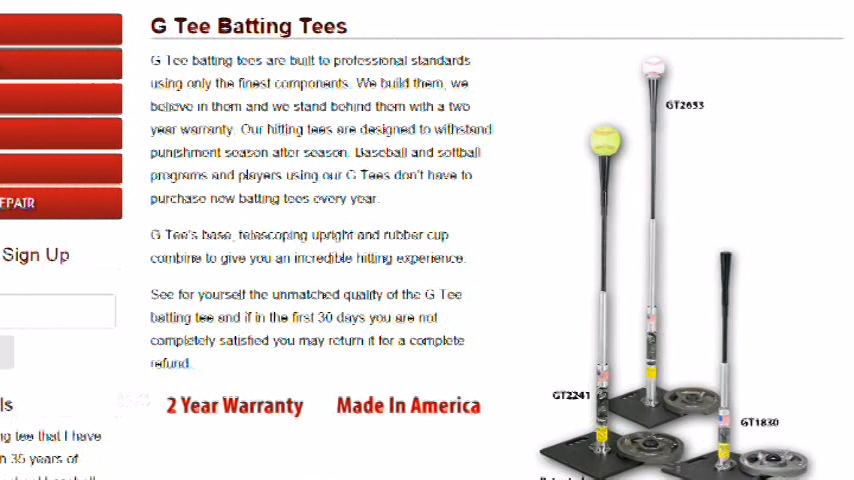 G Tee Batting Tees
G Tee batting tees are built to professional standards
using only the finest components. We build them, we
believe in them and we stand behind them with a two
year warranty. Our hitting tees are designed to withstand
punishment season after season. Baseball and softball
programs and players using our G Tees don't have to
purchase new batting tees every year.
G Tee's base, telescoping upright and rubber cup
combine to give you an incredible hitting experience.
See for yourself the unmatched quality of the G Tee
batting tee and if in the first 30 days you are not
completely satisfied you may return it for a complete
refund.
2 Year Warranty Made In America
EPAIR
Sign Up
ls
ng tee that I have
n 35 years of
GT2653
GT2241
GT1830